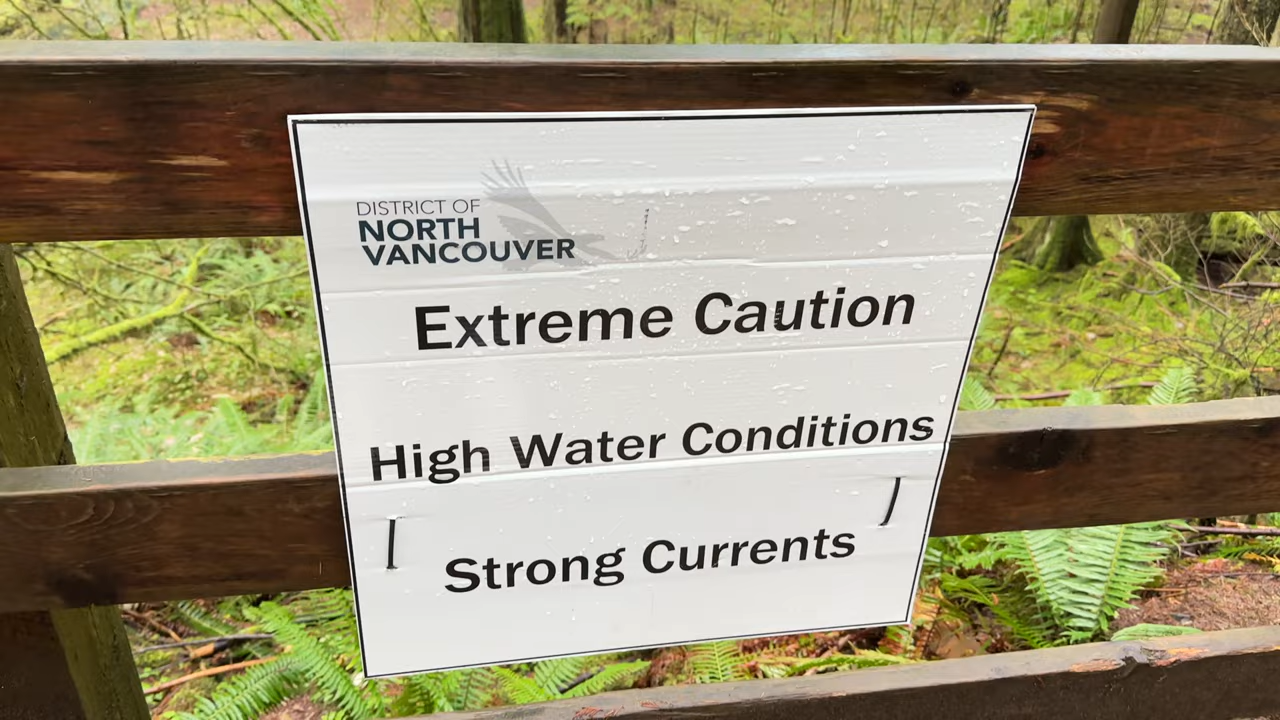 DISTRICT OF
NORTH
VANCOUVER
Extreme Caution
High Water Conditions
Strong Currents